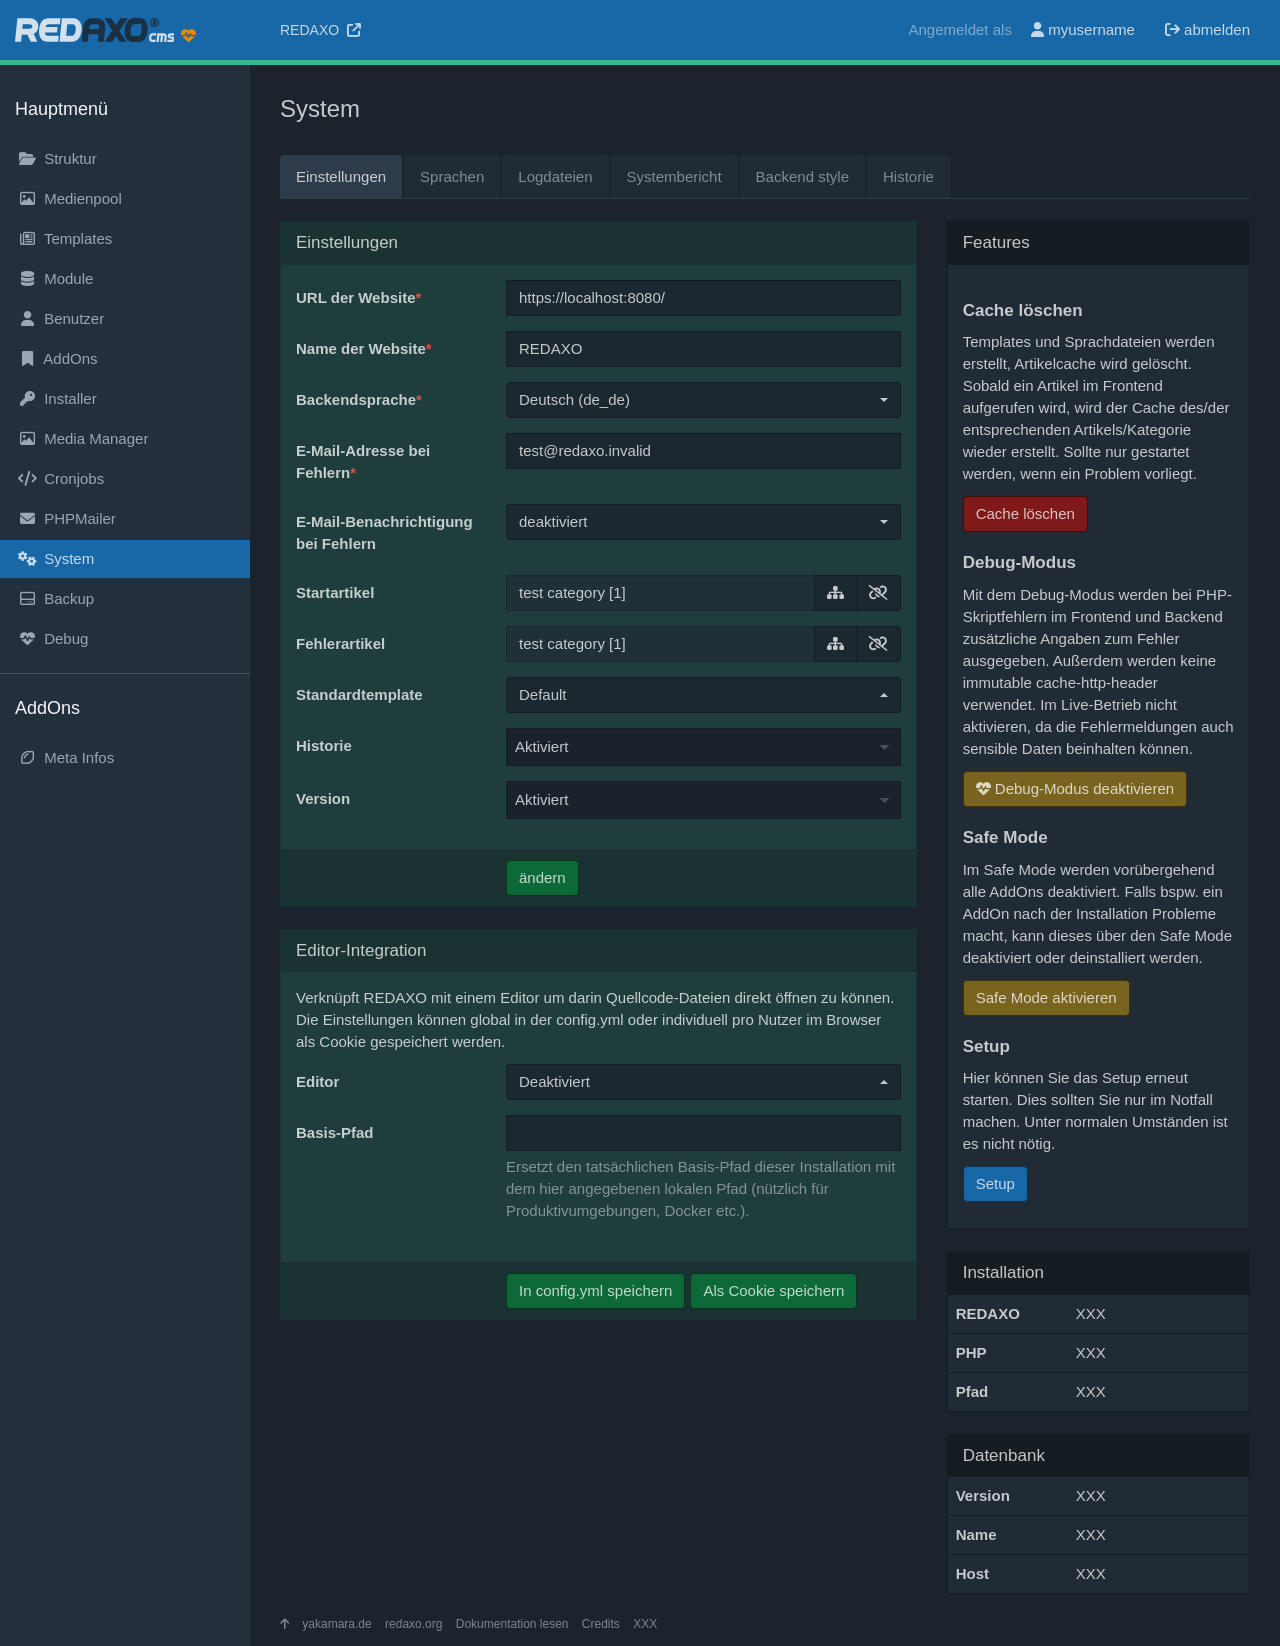 REDAXO® cms
REDAXO
Angemeldet als myusername abmelden
Hauptmenü
Struktur
Medienpool
Templates
Module
Benutzer
AddOns
Installer
Media Manager
Cronjobs
PHPMailer
System
Backup
Debug
AddOns
Meta Infos
System
Einstellungen Sprachen Logdateien Systembericht Backend style Historie
Einstellungen
URL der Website* https://localhost:8080/
Name der Website* REDAXO
Backendsprache* Deutsch (de_de)
E-Mail-Adresse bei
Fehlern*
test@redaxo.invalid
E-Mail-Benachrichtigung
bei Fehlern
deaktiviert
Startartikel test category [1]
Fehlerartikel test category [1]
Standardtemplate Default
Historie Aktiviert
Version Aktiviert
ändern
Editor-Integration
Verknüpft REDAXO mit einem Editor um darin Quellcode-Dateien direkt öffnen zu können.
Die Einstellungen können global in der config.yml oder individuell pro Nutzer im Browser
als Cookie gespeichert werden.
Editor Deaktiviert
Basis-Pfad
Ersetzt den tatsächlichen Basis-Pfad dieser Installation mit
dem hier angegebenen lokalen Pfad (nützlich für
Produktivumgebungen, Docker etc.).
In config.yml speichern Als Cookie speichern
Features
Cache löschen
Templates und Sprachdateien werden
erstellt, Artikelcache wird gelöscht.
Sobald ein Artikel im Frontend
aufgerufen wird, wird der Cache des/der
entsprechenden Artikels/Kategorie
wieder erstellt. Sollte nur gestartet
werden, wenn ein Problem vorliegt.
Cache löschen
Debug-Modus
Mit dem Debug-Modus werden bei PHP-
Skriptfehlern im Frontend und Backend
zusätzliche Angaben zum Fehler
ausgegeben. Außerdem werden keine
immutable cache-http-header
verwendet. Im Live-Betrieb nicht
aktivieren, da die Fehlermeldungen auch
sensible Daten beinhalten können.
Debug-Modus deaktivieren
Safe Mode
Im Safe Mode werden vorübergehend
alle AddOns deaktiviert. Falls bspw. ein
AddOn nach der Installation Probleme
macht, kann dieses über den Safe Mode
deaktiviert oder deinstalliert werden.
Safe Mode aktivieren
Setup
Hier können Sie das Setup erneut
starten. Dies sollten Sie nur im Notfall
machen. Unter normalen Umständen ist
es nicht nötig.
Setup
Installation
REDAXO XXX
PHP XXX
Pfad XXX
Datenbank
Version XXX
Name XXX
Host XXX
yakamara.de redaxo.org Dokumentation lesen Credits XXX